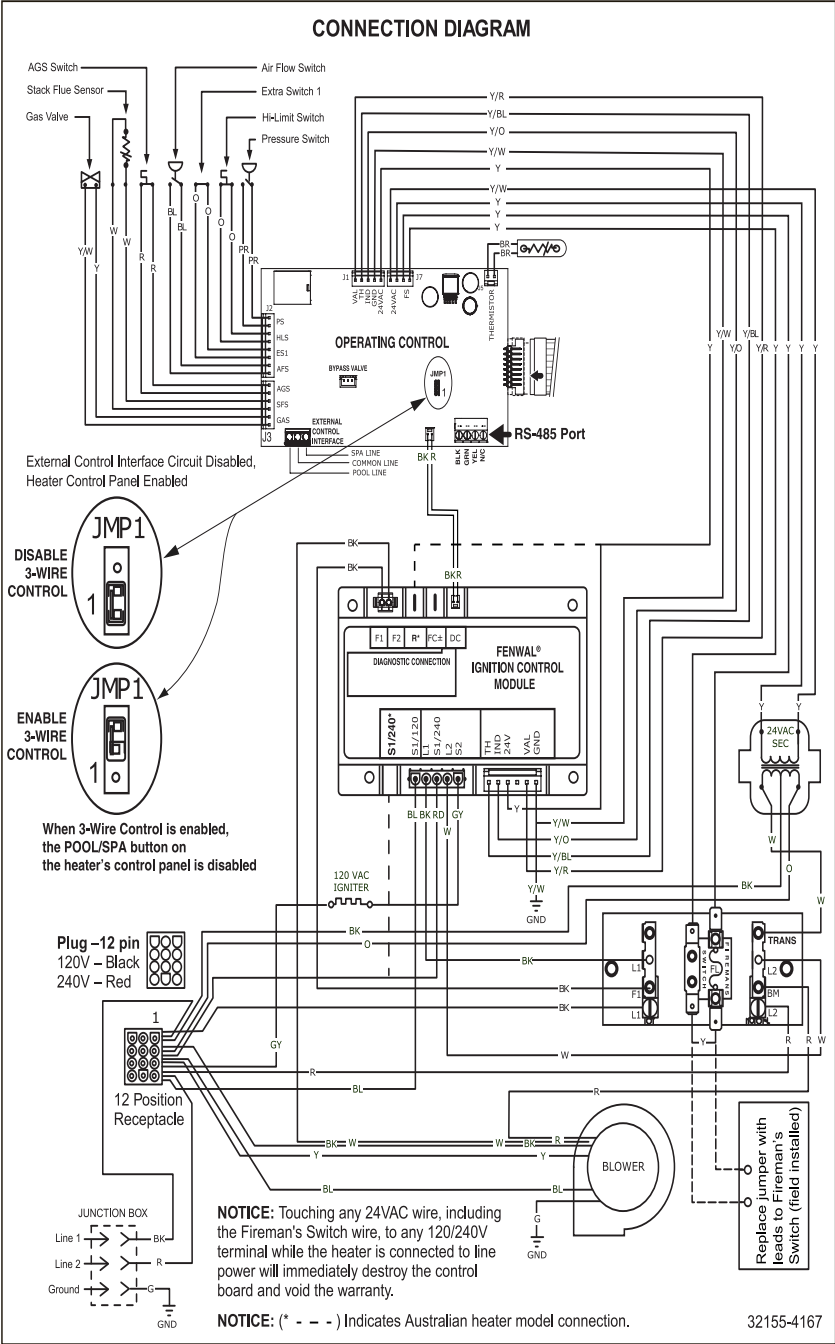 CONNECTION DIAGRAM
AGS Switch
Stack Flue Sensor
Gas Valve
Air Flow Switch
Extra Switch 1
Hi-Limit Switch
Pressure Switch
Y/R
Y/BL
Y/O
Y/W
Y
Y/W
Y
Y
Y
BR
BR
Y/W
Y
W
W
R
R
BL
BL
O
O
O
O
PR
PR
J1
VAL
TH
IND
GND
24VAC
24VAC
FS
J7
J5
THERMISTOR
J2
PS
HLS
ES1
AFS
AGS
SFS
GAS
J3
OPERATING CONTROL
BYPASS VALVE
JMP1
1
EXTERNAL
CONTROL
INTERFACE
SPA LINE
COMMON LINE
POOL LINE
BK R
BLK
GRN
YEL
N/C
RS-485 Port
Y/W
Y/BL
Y
Y/O
Y/R
Y
Y
Y
External Control Interface Circuit Disabled,
Heater Control Panel Enabled
JMP1
1
DISABLE
3-WIRE
CONTROL
JMP1
1
ENABLE
3-WIRE
CONTROL
When 3-Wire Control is enabled,
the POOL/SPA button on
the heater's control panel is disabled
BK
BK
BKR
F1 F2 R* FC± DC
DIAGNOSTIC CONNECTION
FENWAL®
IGNITION CONTROL
MODULE
S1/240*
S1/120
L1
S1/240
L2
S2
TH
IND
24V
VAL
GND
BL BK RD GY
W
Y
Y/W
Y/O
Y/BL
Y/R
Y/W
GND
Y
Y
24VAC
SEC
W
O
120 VAC
IGNITER
BK
O
BK
W
Plug –12 pin
120V – Black
240V – Red
1
12 Position
Receptacle
BK
BK
BK
L1
F1
L1
SWITCH
FL
FIREMANS
TRANS
L2
BM
L2
Y
R
R
W
GY
R
BL
W
R
BK W
W BK R
Y
Y
BL
BL
BLOWER
G
GND
Replace jumper with
leads to Fireman's
Switch (field installed)
JUNCTION BOX
Line 1
BK
Line 2
R
Ground
G
GND
NOTICE: Touching any 24VAC wire, including
the Fireman's Switch wire, to any 120/240V
terminal while the heater is connected to line
power will immediately destroy the control
board and void the warranty.
NOTICE: (* - - - ) Indicates Australian heater model connection.
32155-4167